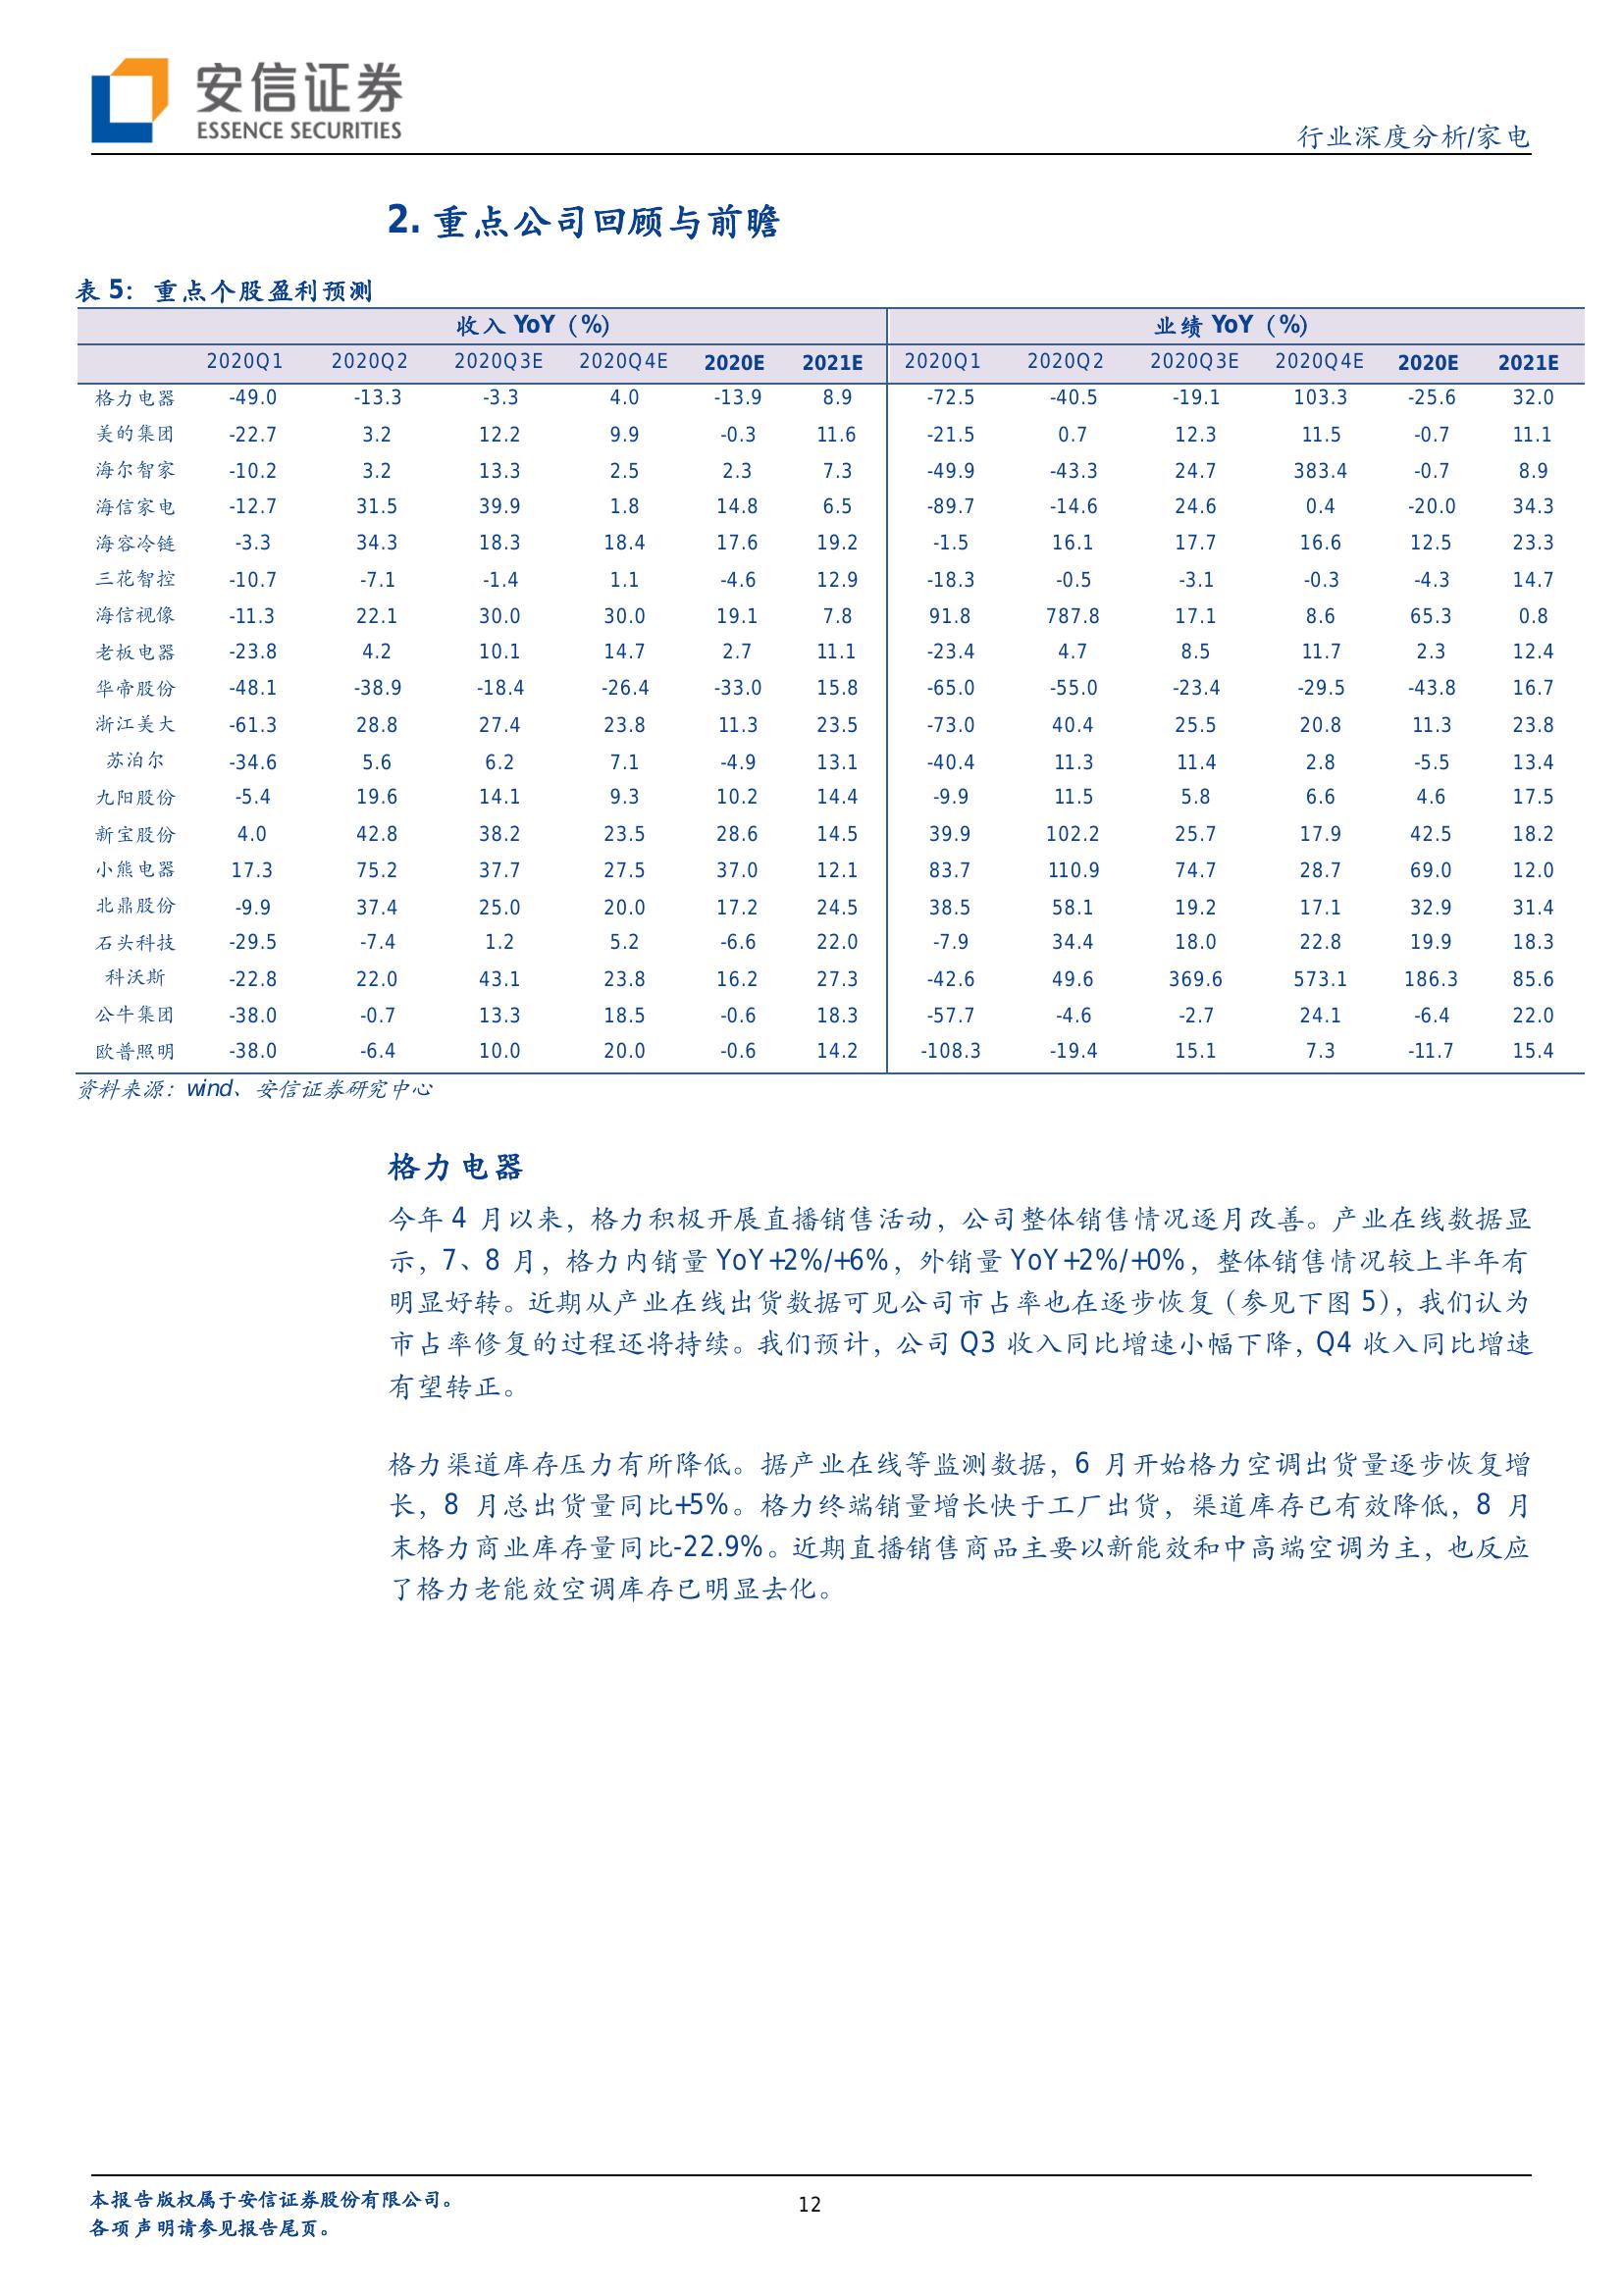 安信证券
ESSENCE SECURITIES
行业深度分析/家电
2. 重点公司回顾与前瞻
表 5：重点个股盈利预测
收入 YoY（%） 业绩 YoY（%）
2020Q1 2020Q2 2020Q3E 2020Q4E 2020E 2021E 2020Q1 2020Q2 2020Q3E 2020Q4E 2020E 2021E
格力电器 -49.0 -13.3 -3.3 4.0 -13.9 8.9 -72.5 -40.5 -19.1 103.3 -25.6 32.0
美的集团 -22.7 3.2 12.2 9.9 -0.3 11.6 -21.5 0.7 12.3 11.5 -0.7 11.1
海尔智家 -10.2 3.2 13.3 2.5 2.3 7.3 -49.9 -43.3 24.7 383.4 -0.7 8.9
海信家电 -12.7 31.5 39.9 1.8 14.8 6.5 -89.7 -14.6 24.6 0.4 -20.0 34.3
海容冷链 -3.3 34.3 18.3 18.4 17.6 19.2 -1.5 16.1 17.7 16.6 12.5 23.3
三花智控 -10.7 -7.1 -1.4 1.1 -4.6 12.9 -18.3 -0.5 -3.1 -0.3 -4.3 14.7
海信视像 -11.3 22.1 30.0 30.0 19.1 7.8 91.8 787.8 17.1 8.6 65.3 0.8
老板电器 -23.8 4.2 10.1 14.7 2.7 11.1 -23.4 4.7 8.5 11.7 2.3 12.4
华帝股份 -48.1 -38.9 -18.4 -26.4 -33.0 15.8 -65.0 -55.0 -23.4 -29.5 -43.8 16.7
浙江美大 -61.3 28.8 27.4 23.8 11.3 23.5 -73.0 40.4 25.5 20.8 11.3 23.8
苏泊尔 -34.6 5.6 6.2 7.1 -4.9 13.1 -40.4 11.3 11.4 2.8 -5.5 13.4
九阳股份 -5.4 19.6 14.1 9.3 10.2 14.4 -9.9 11.5 5.8 6.6 4.6 17.5
新宝股份 4.0 42.8 38.2 23.5 28.6 14.5 39.9 102.2 25.7 17.9 42.5 18.2
小熊电器 17.3 75.2 37.7 27.5 37.0 12.1 83.7 110.9 74.7 28.7 69.0 12.0
北鼎股份 -9.9 37.4 25.0 20.0 17.2 24.5 38.5 58.1 19.2 17.1 32.9 31.4
石头科技 -29.5 -7.4 1.2 5.2 -6.6 22.0 -7.9 34.4 18.0 22.8 19.9 18.3
科沃斯 -22.8 22.0 43.1 23.8 16.2 27.3 -42.6 49.6 369.6 573.1 186.3 85.6
公牛集团 -38.0 -0.7 13.3 18.5 -0.6 18.3 -57.7 -4.6 -2.7 24.1 -6.4 22.0
欧普照明 -38.0 -6.4 10.0 20.0 -0.6 14.2 -108.3 -19.4 15.1 7.3 -11.7 15.4
资料来源：wind、安信证券研究中心
格力电器
今年 4 月以来，格力积极开展直播销售活动，公司整体销售情况逐月改善。产业在线数据显
示，7、8 月，格力内销量 YoY+2%/+6%，外销量 YoY+2%/+0%，整体销售情况较上半年有
明显好转。近期从产业在线出货数据可见公司市占率也在逐步恢复（参见下图 5），我们认为
市占率修复的过程还将持续。我们预计，公司 Q3 收入同比增速小幅下降，Q4 收入同比增速
有望转正。
格力渠道库存压力有所降低。据产业在线等监测数据，6 月开始格力空调出货量逐步恢复增
长，8 月总出货量同比+5%。格力终端销量增长快于工厂出货，渠道库存已有效降低，8 月
末格力商业库存量同比-22.9%。近期直播销售商品主要以新能效和中高端空调为主，也反应
了格力老能效空调库存已明显去化。
本报告版权属于安信证券股份有限公司。
各项声明请参见报告尾页。
12